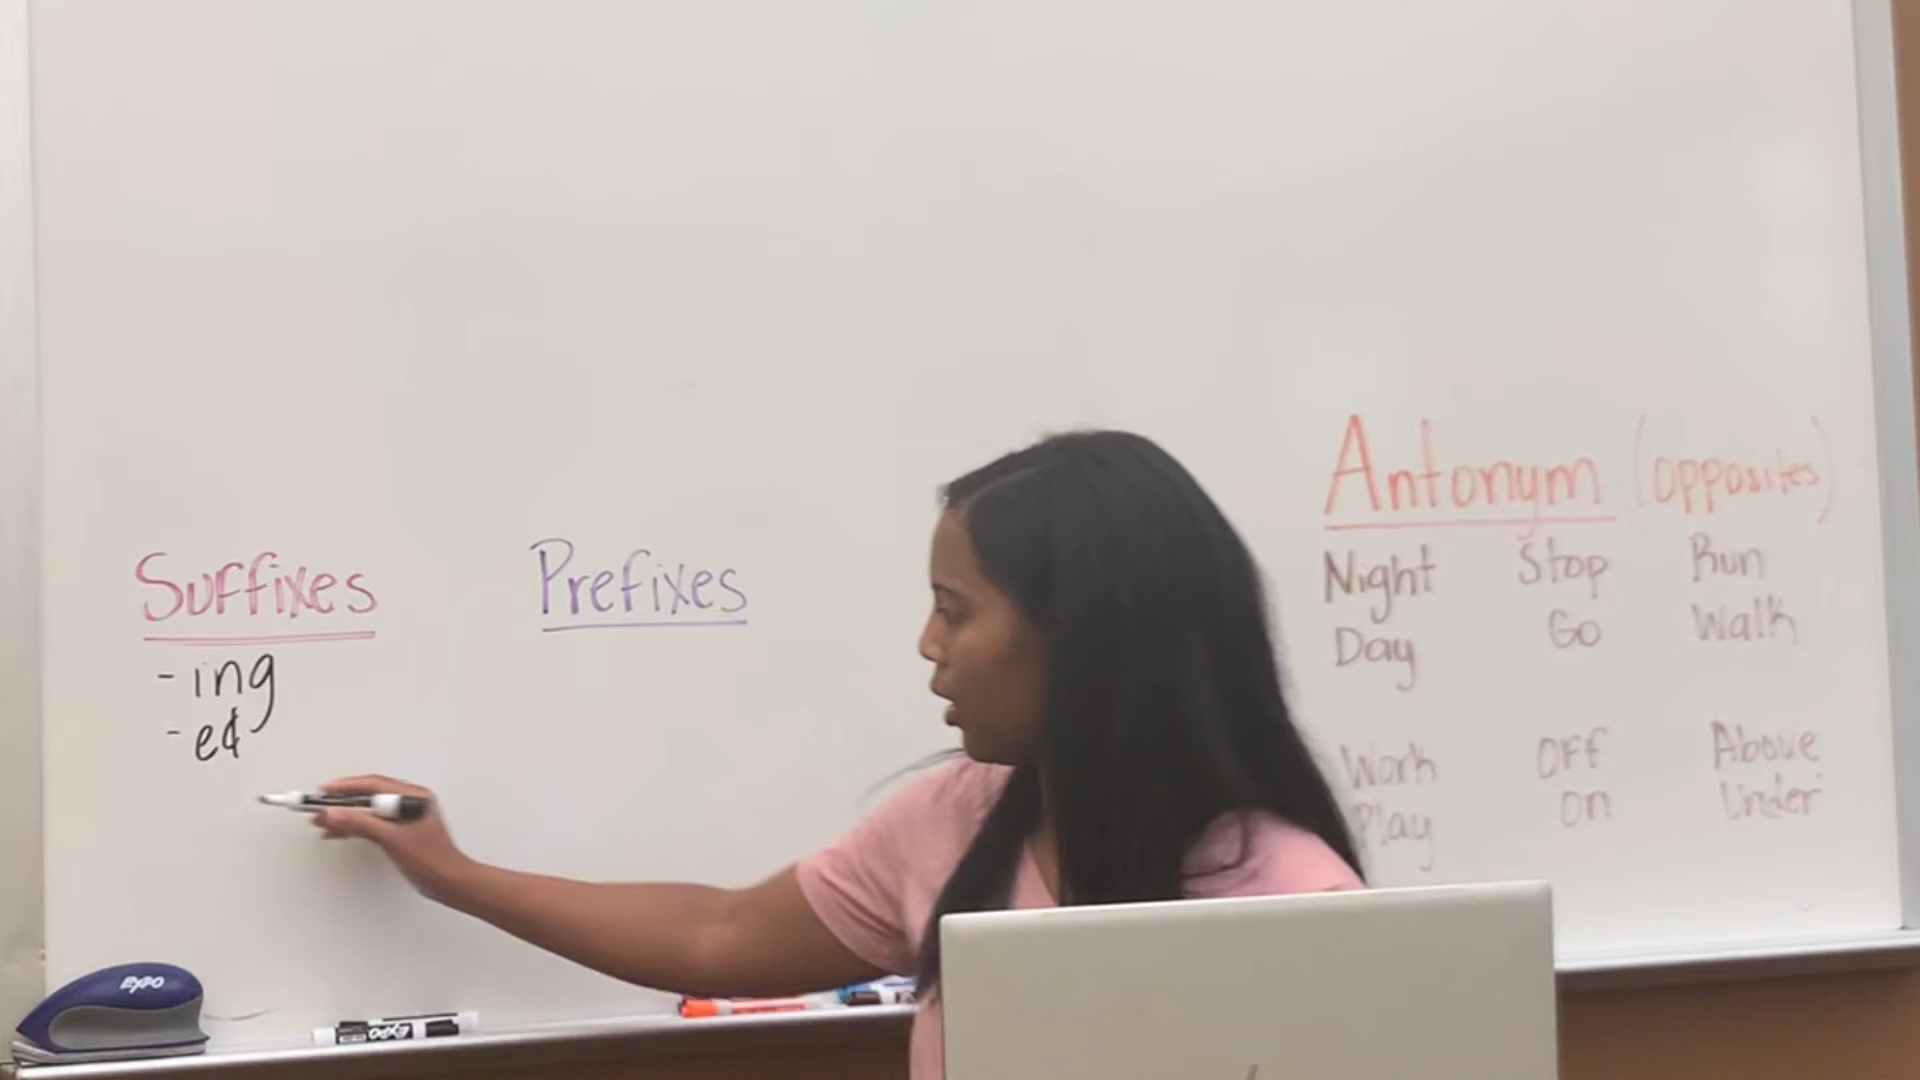 Suffixes
-ing
-ed
Prefixes
Antonym (opposites)
Night Stop Run
Day Go Walk
Work Off Above
Play On Under
EXPO
EXPO